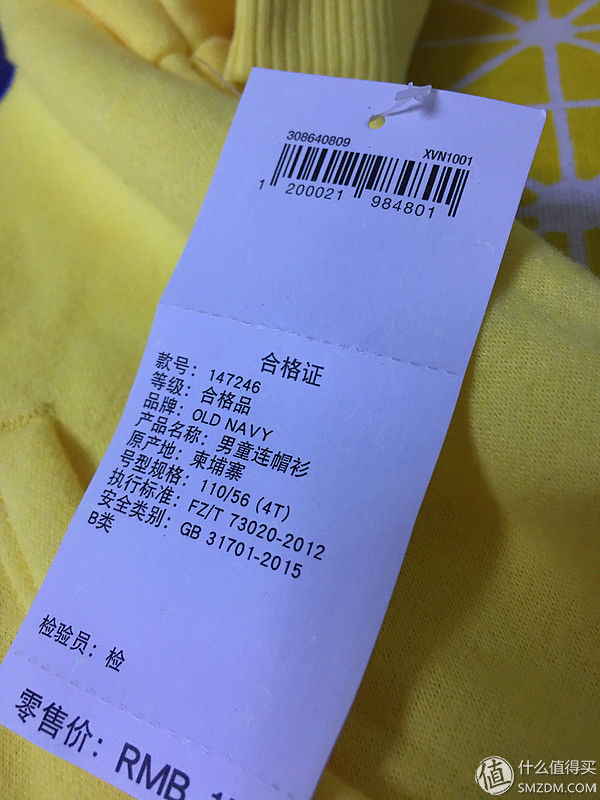 308640809 XVN1001
1 200021 984801
合格证
款号：147246
等级：合格品
品牌：OLD NAVY
产品名称：男童连帽衫
原产地：柬埔寨
号型规格：110/56 (4T)
执行标准：FZ/T 73020-2012
安全类别：GB 31701-2015
B类
检验员：检
零售价：RMB
值 什么值得买
SMZDM.COM